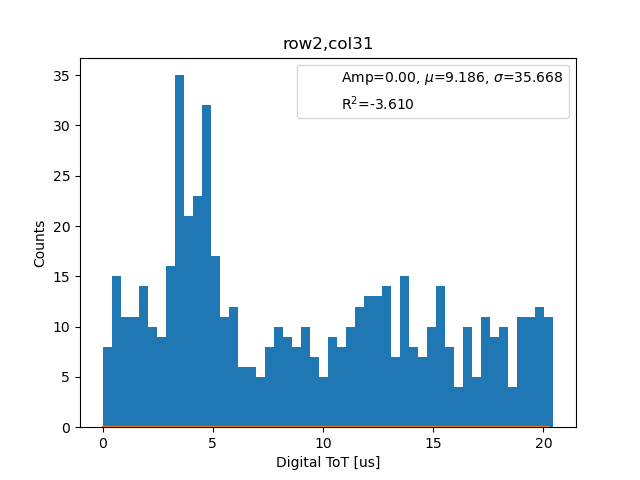 row2,col31
Amp=0.00, μ=9.186, σ=35.668
R²=-3.610
35
30
25
20
15
10
5
0
Counts
0 5 10 15 20
Digital ToT [us]